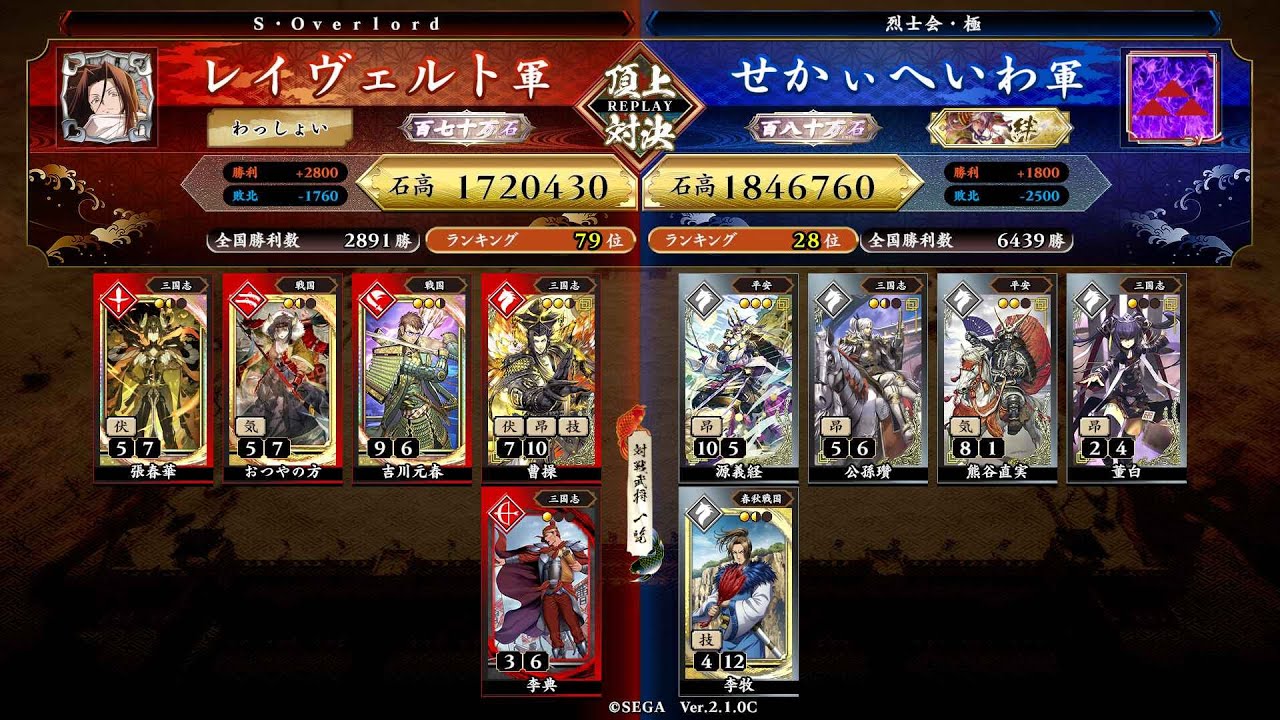 S・Overlord
烈士会・極
レイヴェルト軍
頂上
REPLAY
対決
せかぃへいわ軍
わっしょい
百七十万石
百八十万石
絆
勝利 +2800
敗北 -1760
石高 1720430
石高 1846760
勝利 +1800
敗北 -2500
全国勝利数 2891勝
ランキング 79位
ランキング 28位
全国勝利数 6439勝
三国志
伏
5 7
張春華
戦国
気
5 7
おつやの方
戦国
9 6
吉川元春
三国志
伏 昂 技
7 10
曹操
平安
昂
10 5
源義経
三国志
昂
5 6
公孫瓚
平安
気
8 1
熊谷直実
三国志
昂
2 4
董白
対戦武将一覧
三国志
3 6
李典
春秋戦国
技
4 12
李牧
©SEGA Ver.2.1.0C